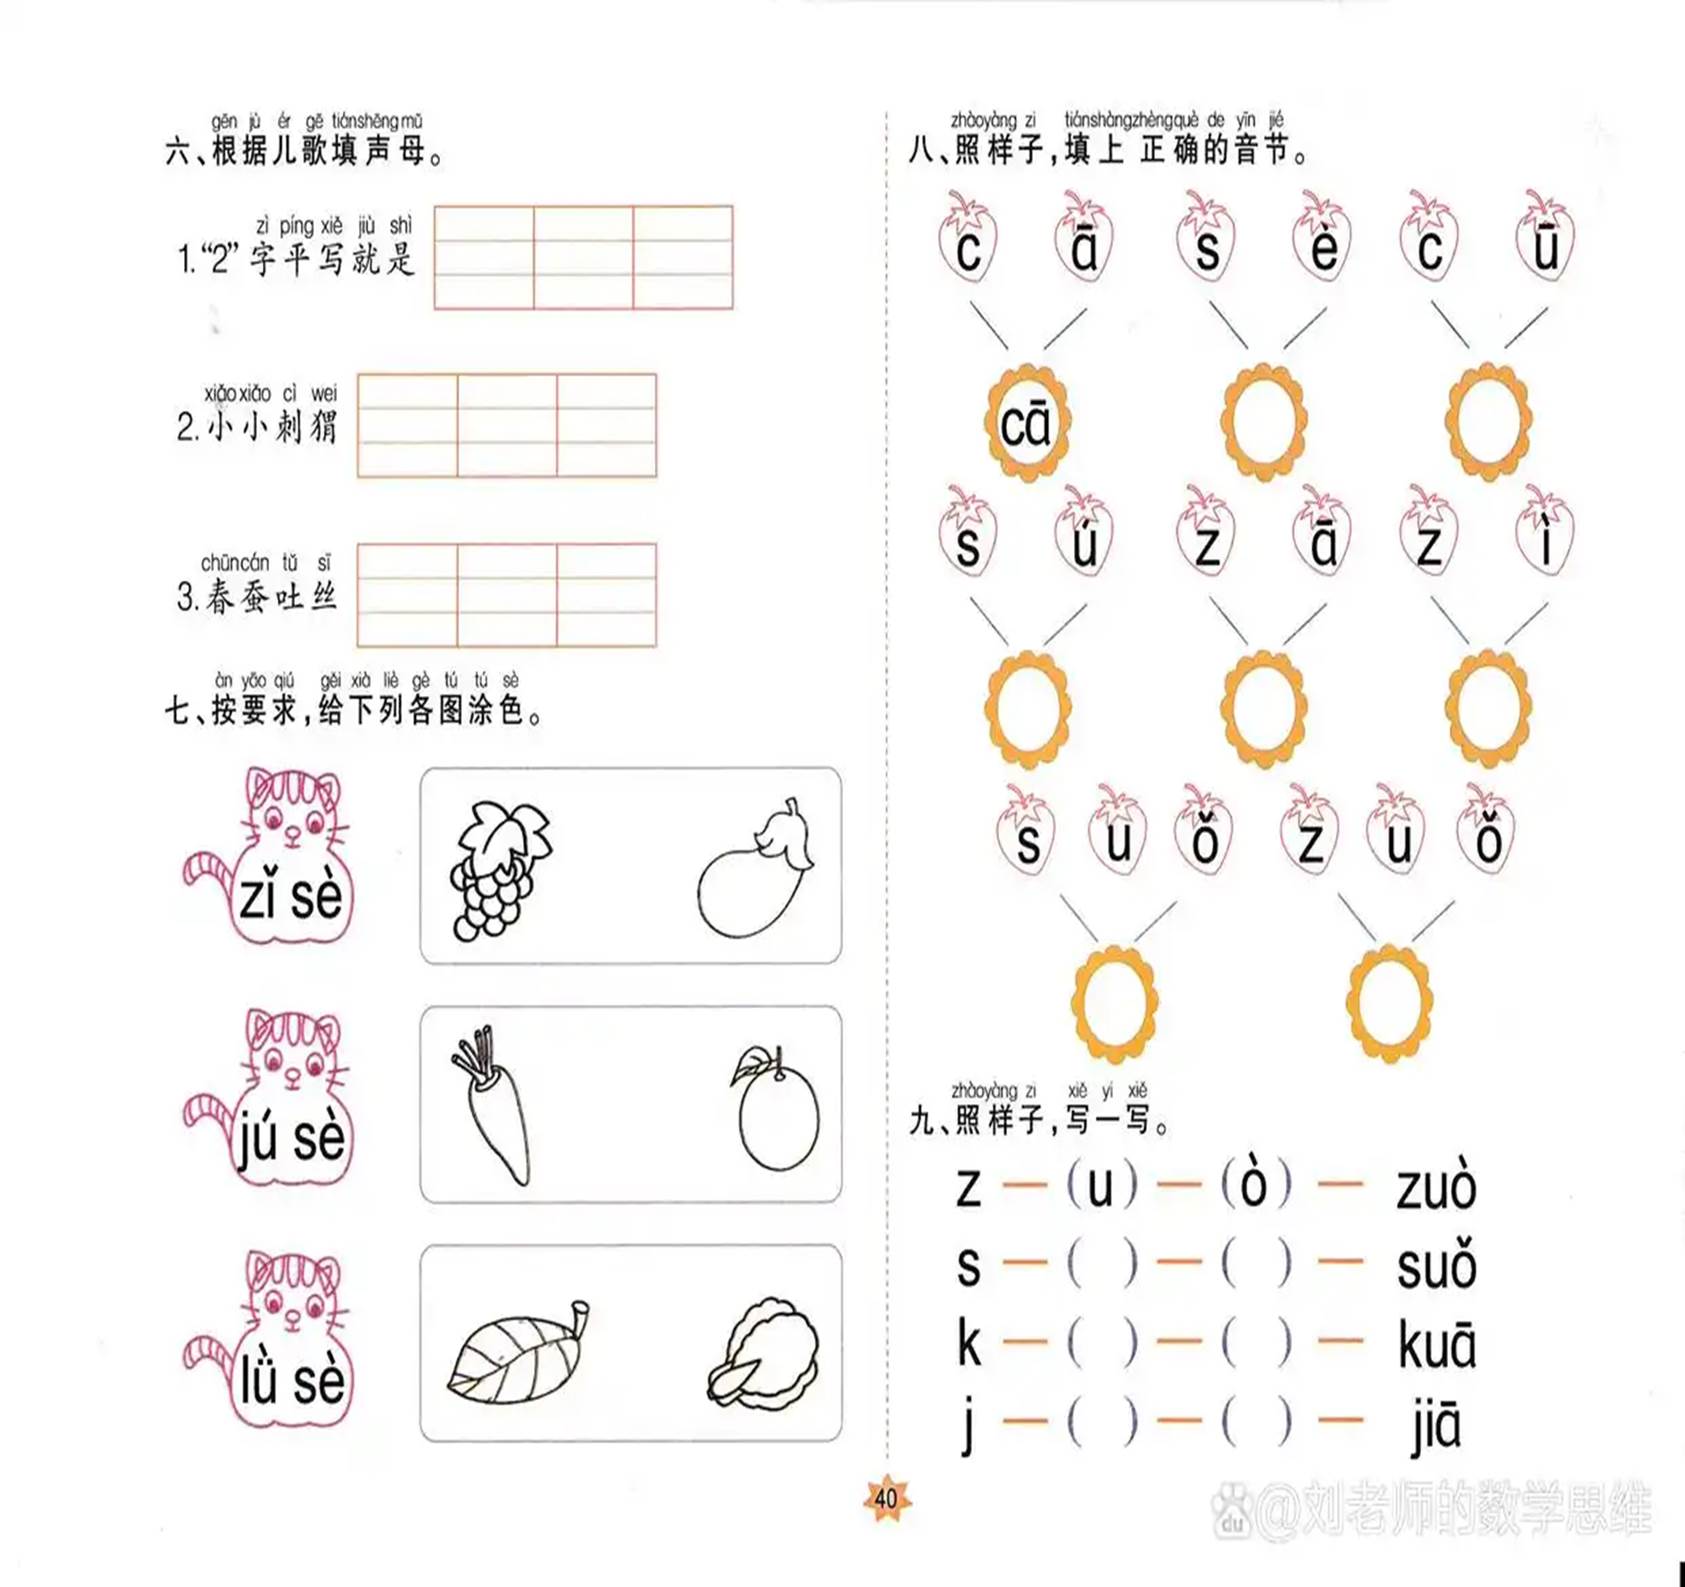 gēn jù ér gē tián shēng mǔ
六、根据儿歌填声母。
zì píng xiě jiù shì
1.“2”字平写就是
xiǎo xiǎo cì wei
2.小小刺猬
chūn cán tǔ sī
3.春蚕吐丝
àn yāo qiú gěi xià liè gè tú tú sè
七、按要求,给下列各图涂色。
zǐ sè
jú sè
lǜ sè
zhào yàng zi tián shàng zhèng què de yīn jié
八、照样子,填上正确的音节。
c ā s è c ū
cā
s ú z ā z ì
s u ǒ z u ǒ
zhào yàng zi xiě yi xiě
九、照样子,写一写。
z — (u) — (ò) — zuò
s — ( ) — ( ) — suǒ
k — ( ) — ( ) — kuā
j — ( ) — ( ) — jiā
40
du @刘老师的数学思维